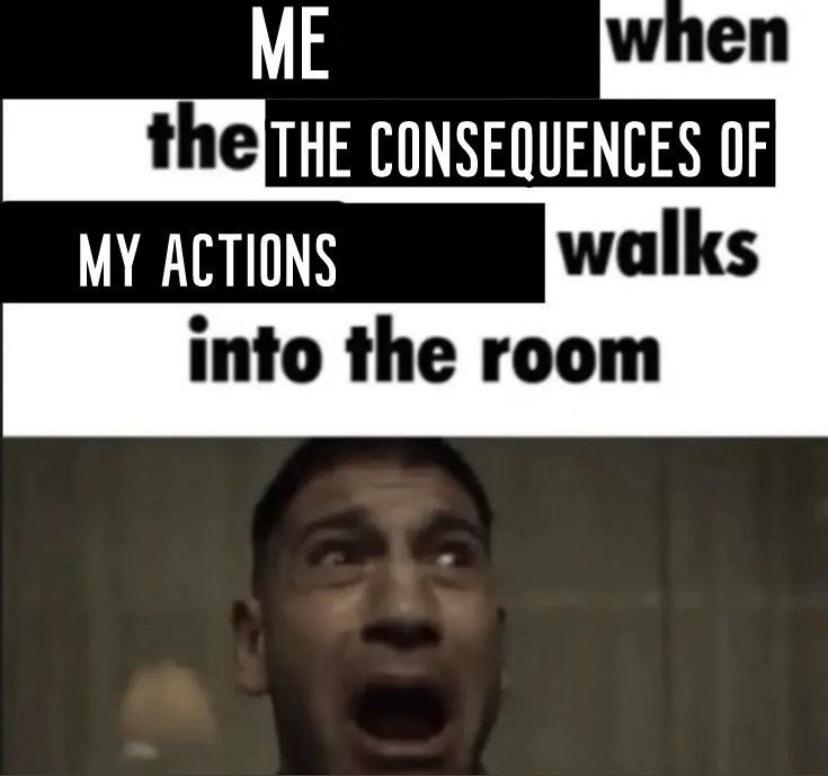 ME when
the THE CONSEQUENCES OF
MY ACTIONS walks
into the room